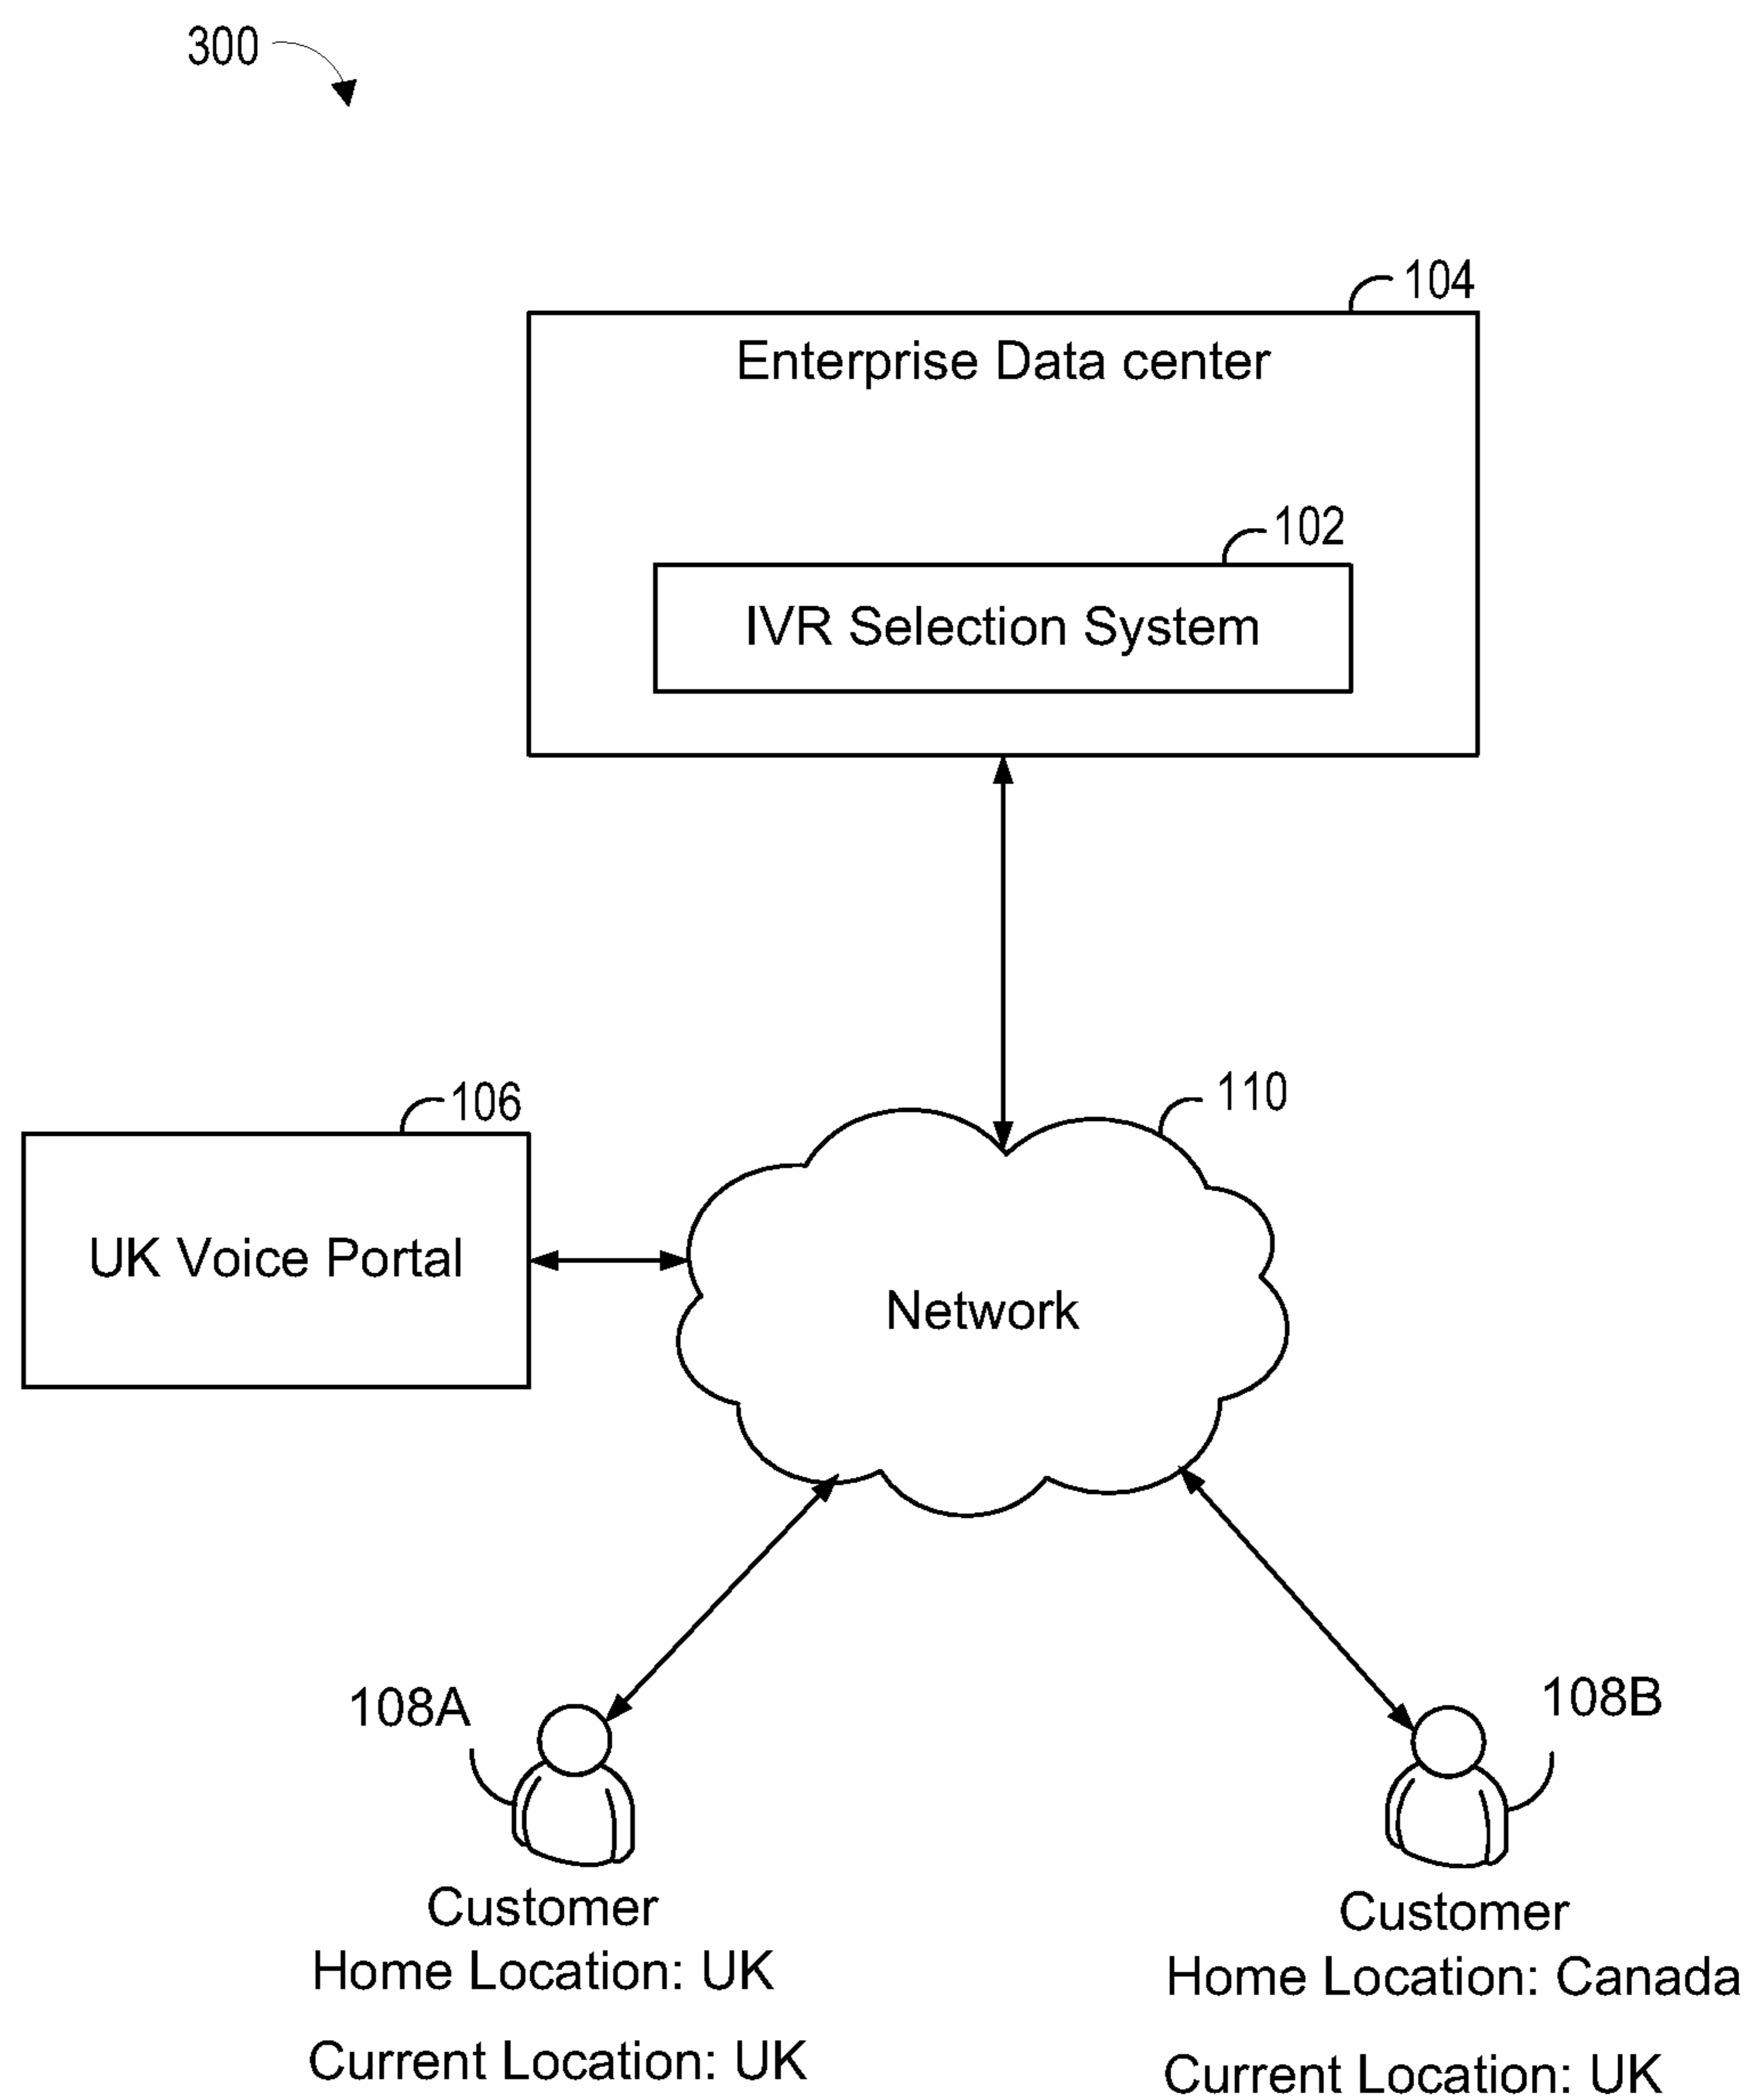 300
104
Enterprise Data center
102
IVR Selection System
106
110
UK Voice Portal
Network
108A
108B
Customer
Home Location: UK
Current Location: UK
Customer
Home Location: Canada
Current Location: UK